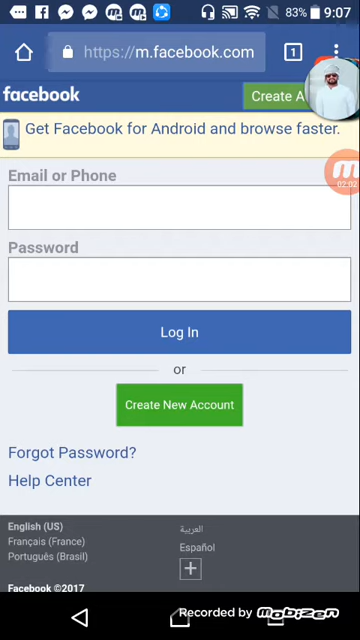 83% 9:07
https://m.facebook.com 1
facebook
Create A
Get Facebook for Android and browse faster.
02:02
Email or Phone
Password
Log In
or
Create New Account
Forgot Password?
Help Center
English (US)
العربية
Français (France)
Español
Português (Brasil)
Facebook ©2017
Recorded by mobizen